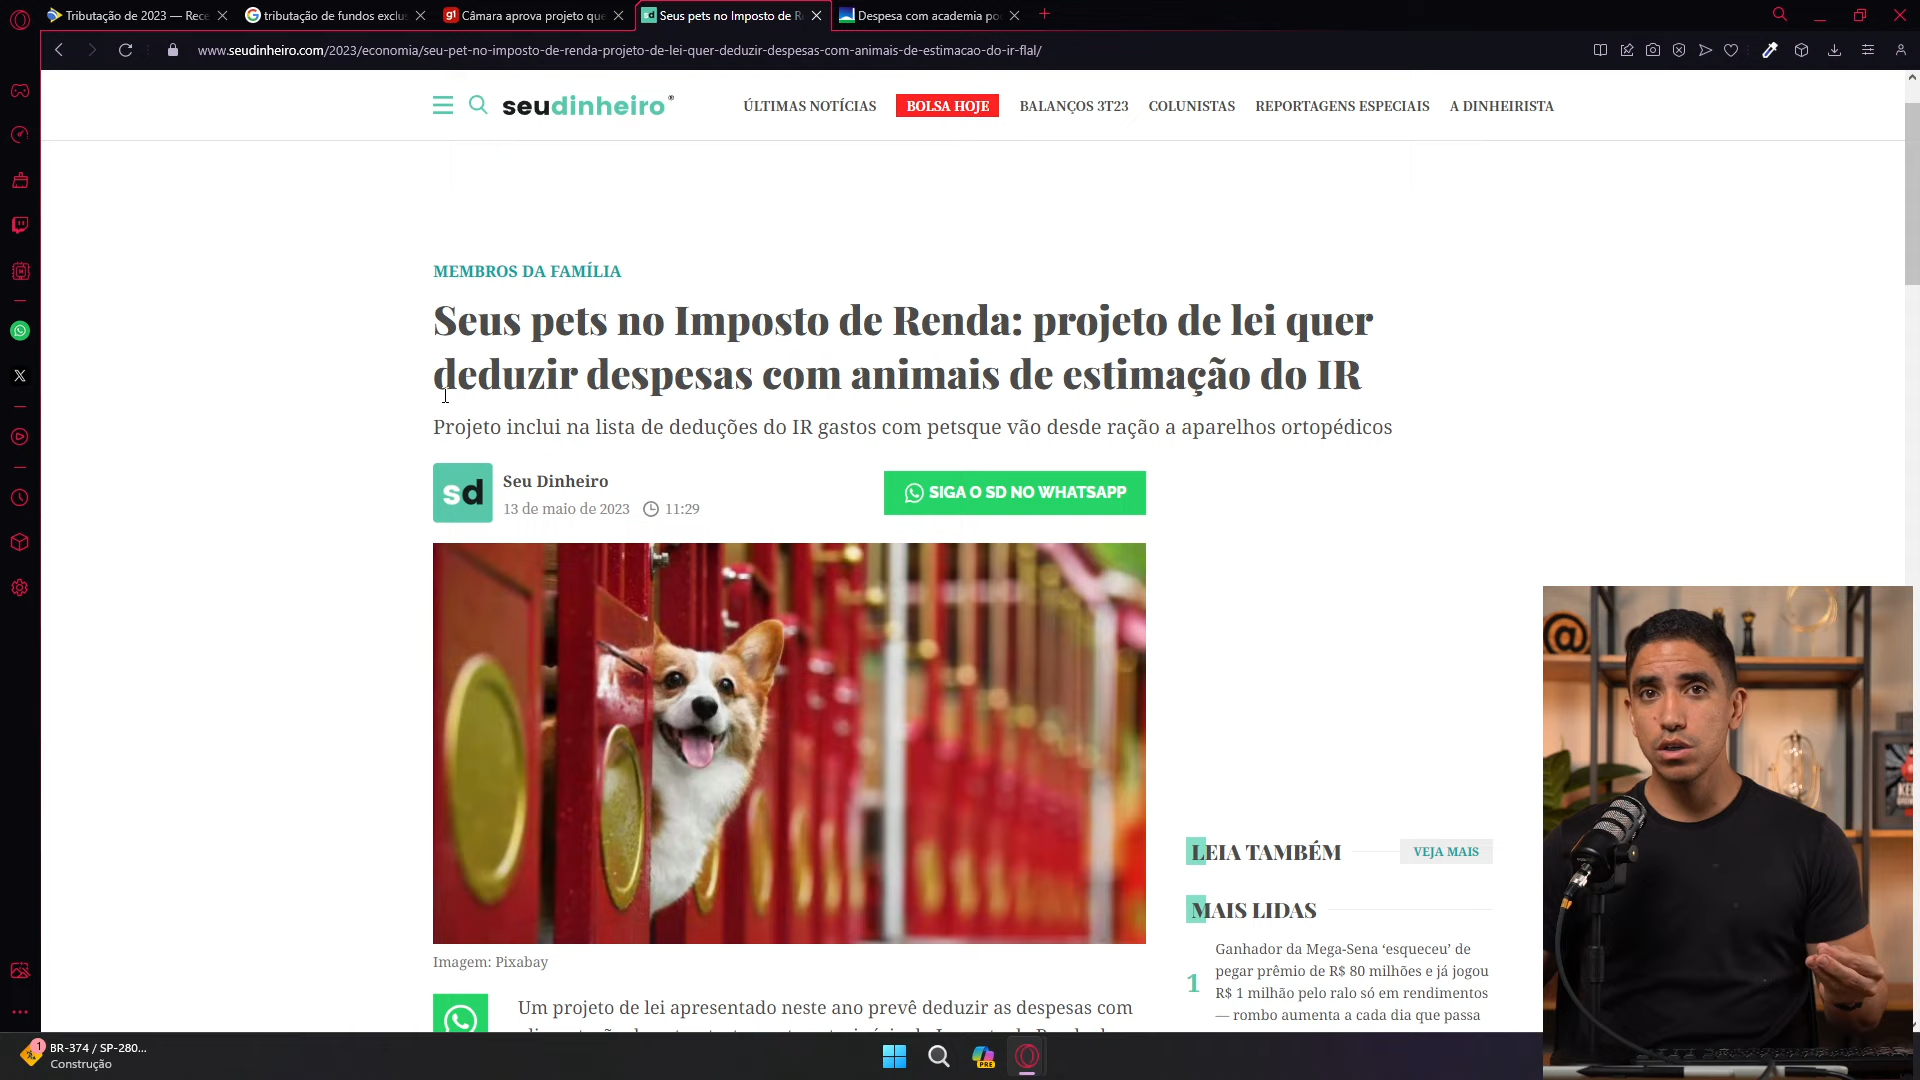 Tributação de 2023 — Rece
tributação de fundos exclu
g1 Câmara aprova projeto que
sd Seus pets no Imposto de R
Despesa com academia po
www.seudinheiro.com/2023/economia/seu-pet-no-imposto-de-renda-projeto-de-lei-quer-deduzir-despesas-com-animais-de-estimacao-do-ir-flal/
seudinheiro®
ÚLTIMAS NOTÍCIAS BOLSA HOJE BALANÇOS 3T23 COLUNISTAS REPORTAGENS ESPECIAIS A DINHEIRISTA
MEMBROS DA FAMÍLIA
Seus pets no Imposto de Renda: projeto de lei quer
deduzir despesas com animais de estimação do IR
Projeto inclui na lista de deduções do IR gastos com petsque vão desde ração a aparelhos ortopédicos
sd
Seu Dinheiro
13 de maio de 2023 11:29
SIGA O SD NO WHATSAPP
Imagem: Pixabay
Um projeto de lei apresentado neste ano prevê deduzir as despesas com
LEIA TAMBÉM
VEJA MAIS
MAIS LIDAS
1
Ganhador da Mega-Sena ‘esqueceu’ de
pegar prêmio de R$ 80 milhões e já jogou
R$ 1 milhão pelo ralo só em rendimentos
— rombo aumenta a cada dia que passa
@
1
BR-374 / SP-280...
Construção
PRE